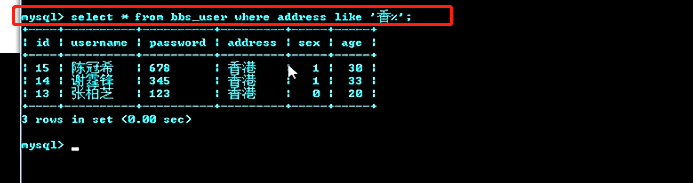 mysql> select * from bbs_user where address like '香%';
+----+----------+----------+---------+-----+-----+
| id | username | password | address | sex | age |
+----+----------+----------+---------+-----+-----+
| 15 | 陈冠希 | 678 | 香港 | 1 | 30 |
| 14 | 谢霆锋 | 345 | 香港 | 1 | 33 |
| 13 | 张柏芝 | 123 | 香港 | 0 | 20 |
+----+----------+----------+---------+-----+-----+
3 rows in set (0.00 sec)
mysql> _